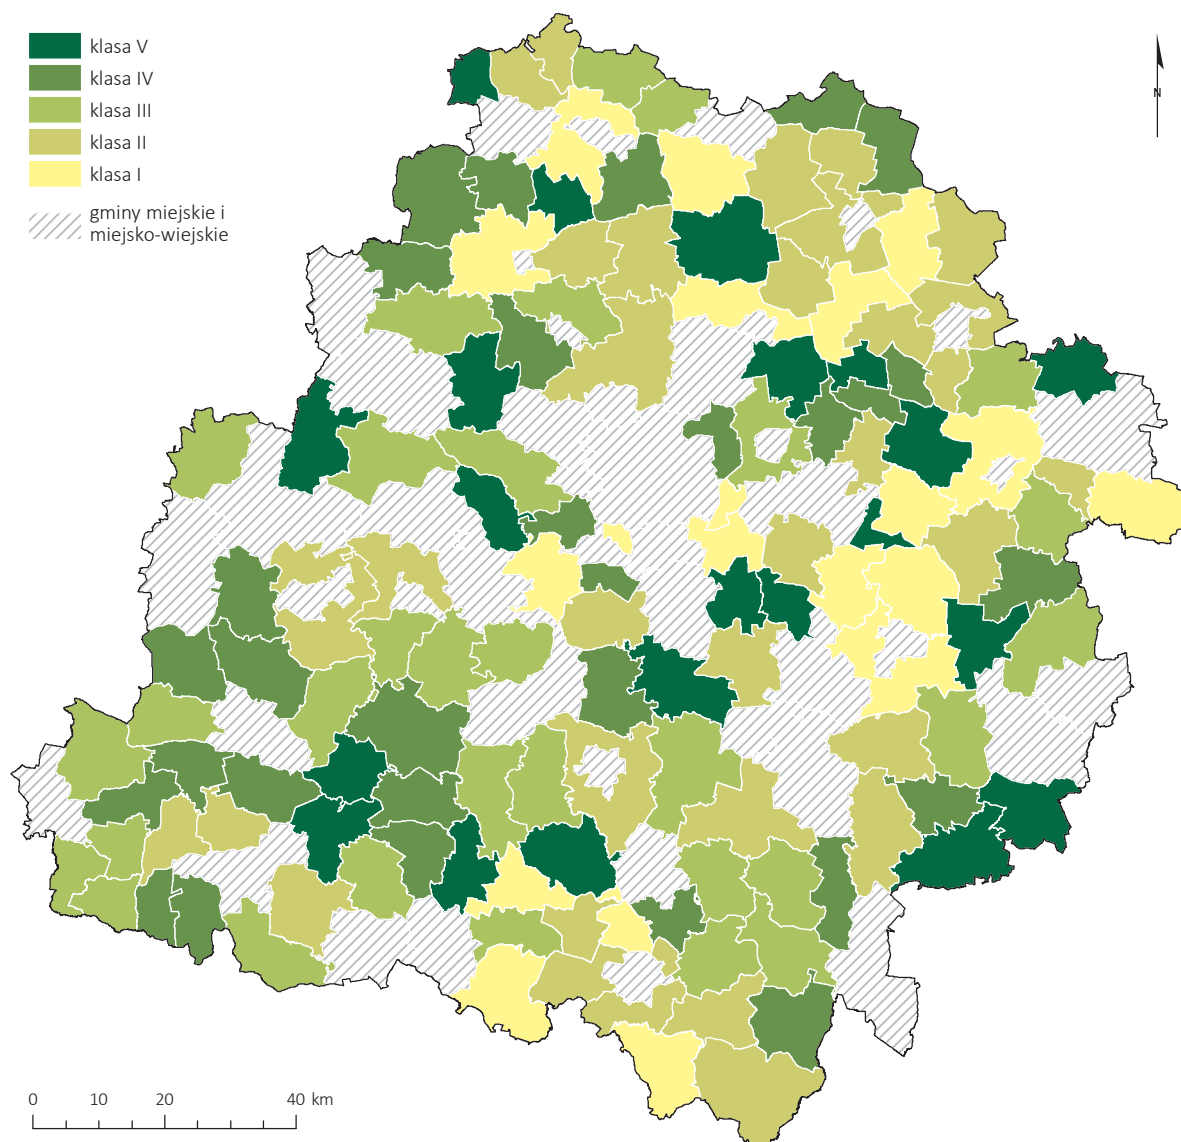 klasa V
klasa IV
klasa III
klasa II
klasa I
gminy miejskie i
miejsko-wiejskie
N
0 10 20 40 km